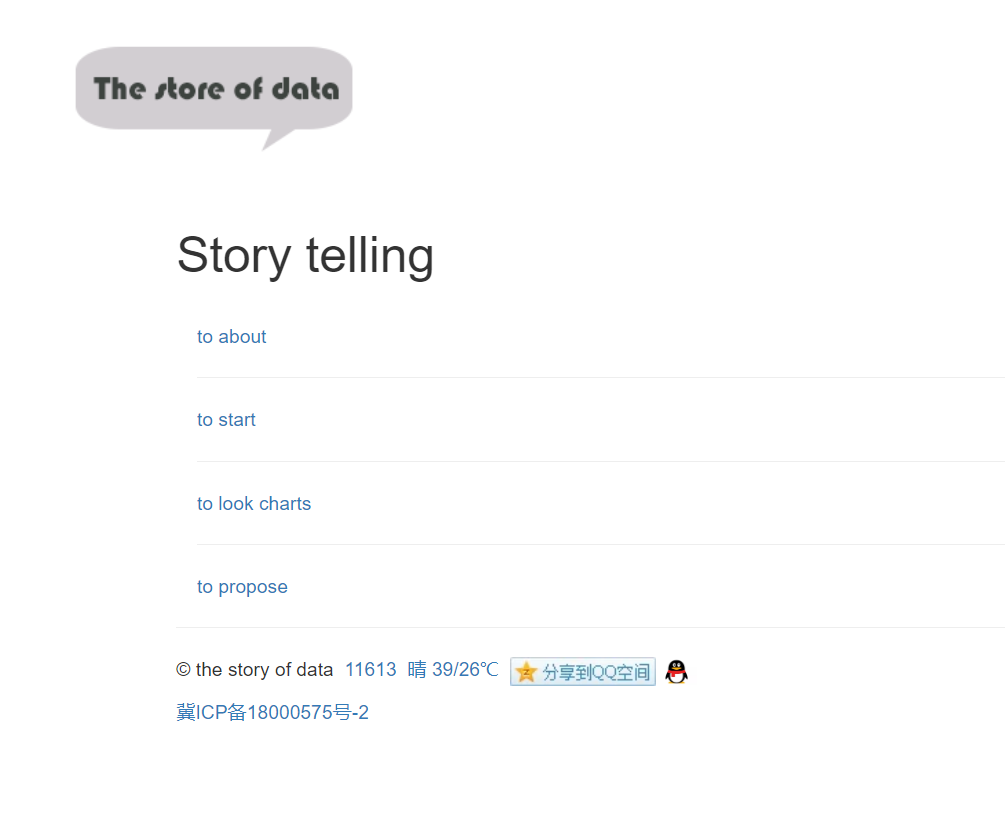 The store of data
Story telling
to about
to start
to look charts
to propose
© the story of data 11613 晴 39/26℃ 分享到QQ空间
冀ICP备18000575号-2